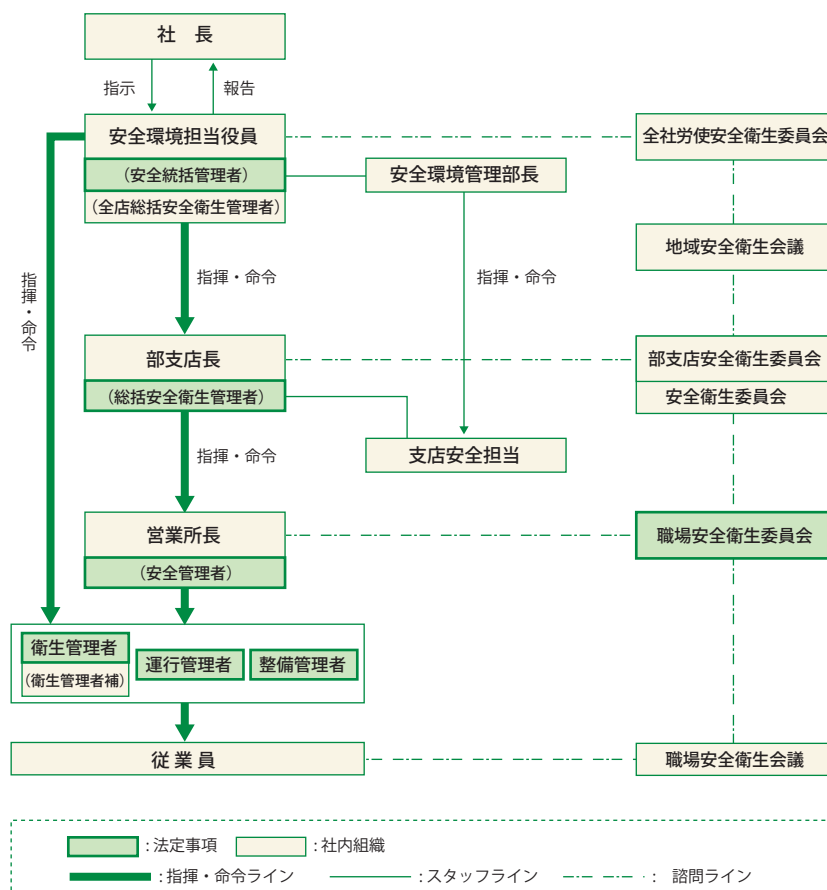 社　長
指示
報告
安全環境担当役員
全社労使安全衛生委員会
(安全統括管理者)
安全環境管理部長
(全店総括安全衛生管理者)
地域安全衛生会議
指揮・命令
指揮・命令
指揮・命令
部支店長
部支店安全衛生委員会
(総括安全衛生管理者)
安全衛生委員会
指揮・命令
支店安全担当
営業所長
職場安全衛生委員会
(安全管理者)
衛生管理者
(衛生管理者補)
運行管理者
整備管理者
従業員
職場安全衛生会議
: 法定事項
: 社内組織
: 指揮・命令ライン
: スタッフライン
: 諮問ライン